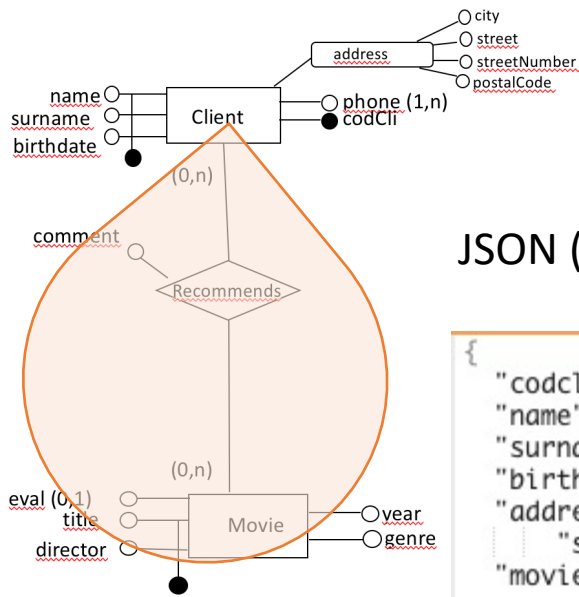 city
street
streetNumber
postalCode
address
name
surname
birthdate
Client
phone (1,n)
codCli
(0,n)
comment
Recommends
JSON (
{
"codcl
"name"
"surna
"birth
"addre
"s
"movie
(0,n)
eval (0,1)
title
director
Movie
year
genre